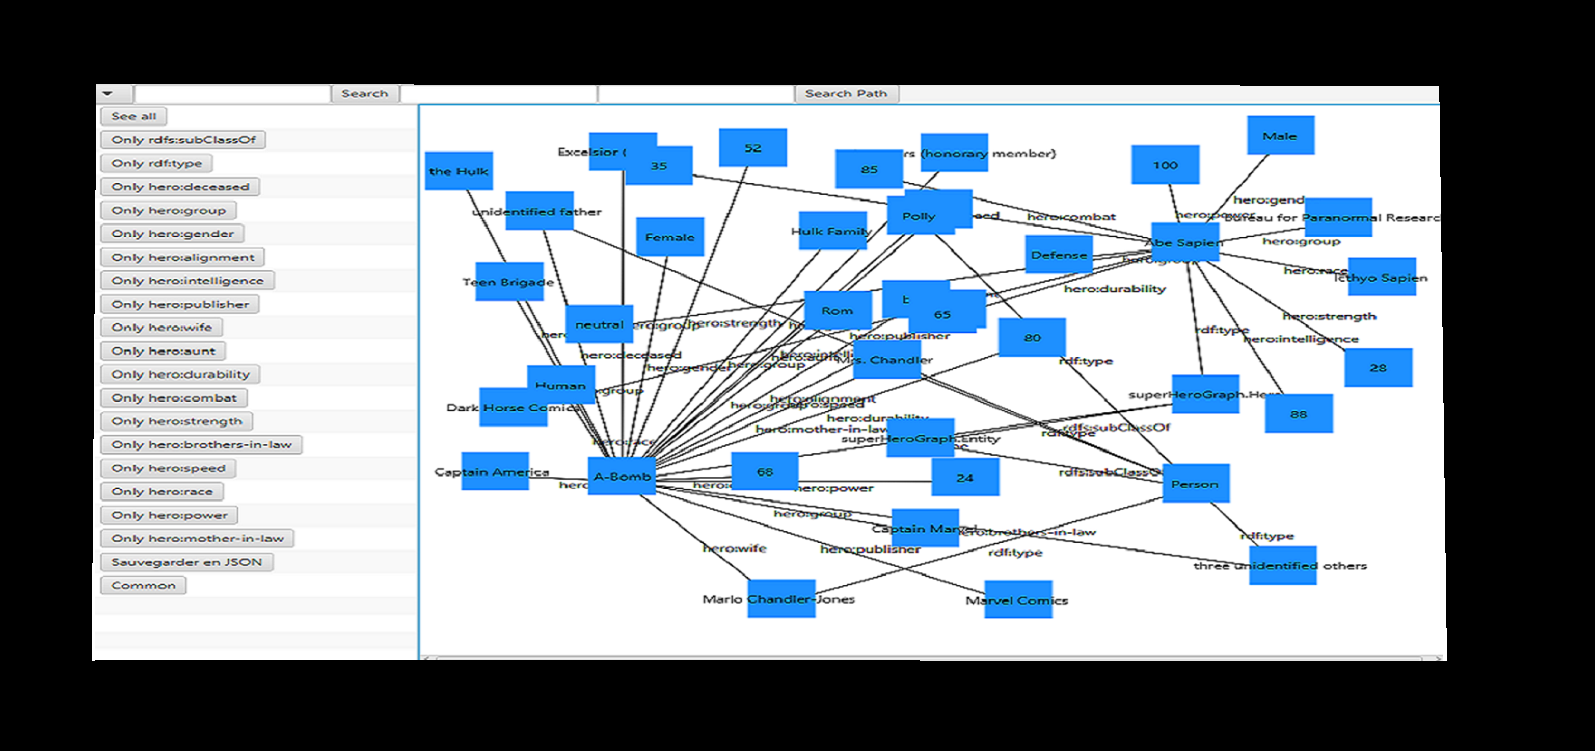 Search
Search Path
See all
Only rdfs:subClassOf
Only rdf:type
Only hero:deceased
Only hero:group
Only hero:gender
Only hero:alignment
Only hero:intelligence
Only hero:publisher
Only hero:wife
Only hero:aunt
Only hero:durability
Only hero:combat
Only hero:strength
Only hero:brothers-in-law
Only hero:speed
Only hero:race
Only hero:power
Only hero:mother-in-law
Sauvegarder en JSON
Common
Male
52
Excelsior (
35
(honorary member)
100
85
the Hulk
unidentified father
Polly
hero:combat
hero:gend
hero:power
Bureau for Paranormal Researc
Hulk Family
Female
Abe Sapien
hero:group
Defense
hero:race
Icthyo Sapien
Teen Brigade
hero:durability
65
Rom
hero:strength
neutral
hero:group
hero:strength
rdf:type
hero:publisher
80
hero:intelligence
hero:deceased
Mrs. Chandler
rdf:type
hero:gender
hero:group
28
Human
:group
superHeroGraph.He
hero:alignment
Dark Horse Comics
hero:speed
88
hero:durability
hero:mother-in-law
rdfs:subClassOf
superHeroGraph.Entity
Captain America
68
rdfs:subClassO
A-Bomb
24
Person
hero:power
hero:group
Captain Marvel
hero:brothers-in-law
rdf:type
hero:wife
hero:publisher
rdf:type
three unidentified others
Marlo Chandler-Jones
Marvel Comics